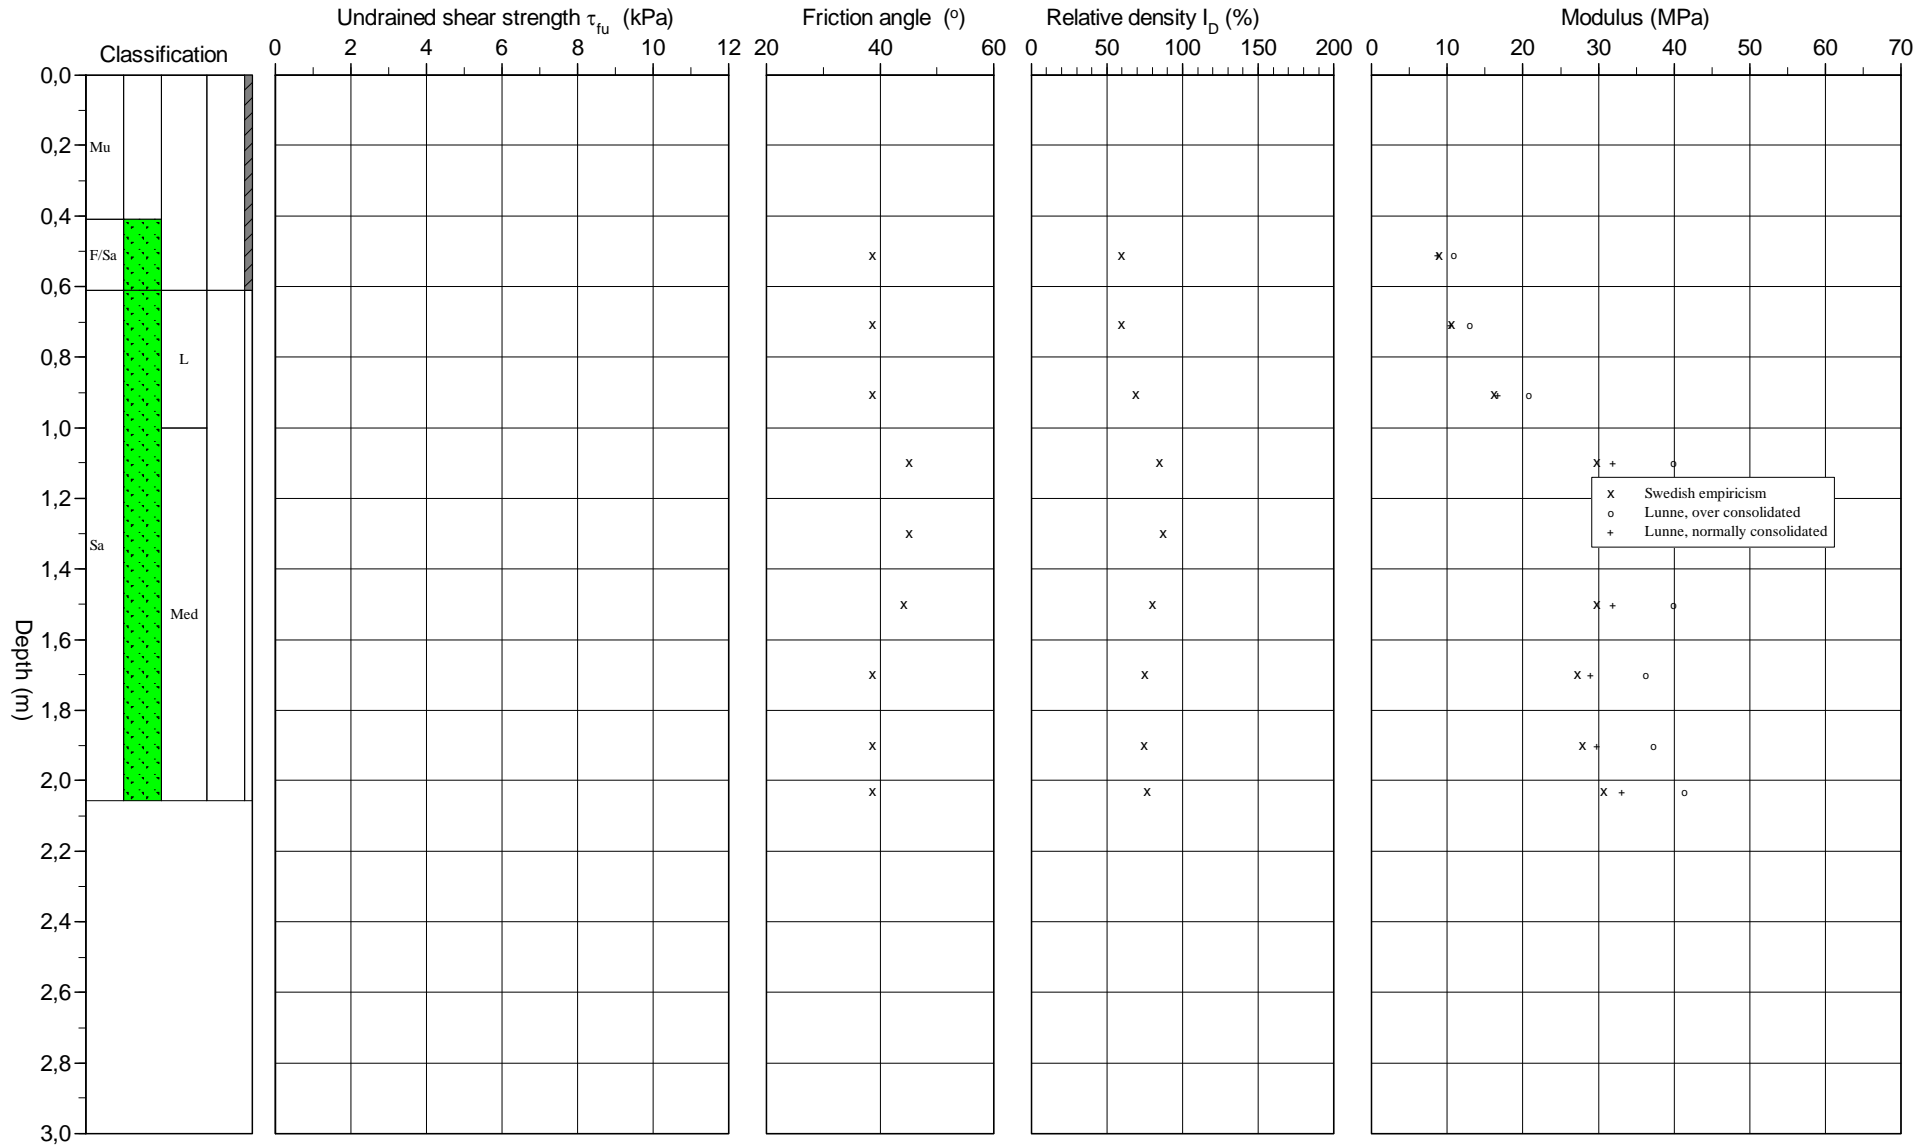 Undrained shear strength τfu (kPa)
Friction angle (o)
Relative density ID (%)
Modulus (MPa)
Classification
0 2 4 6 8 10 12
20 40 60
0 50 100 150 200
0 10 20 30 40 50 60 70
0,0
0,2
0,4
0,6
0,8
1,0
1,2
1,4
1,6
1,8
2,0
2,2
2,4
2,6
2,8
3,0
Depth (m)
Mu
F/Sa
L
Sa
Med
x Swedish empiricism
o Lunne, over consolidated
+ Lunne, normally consolidated